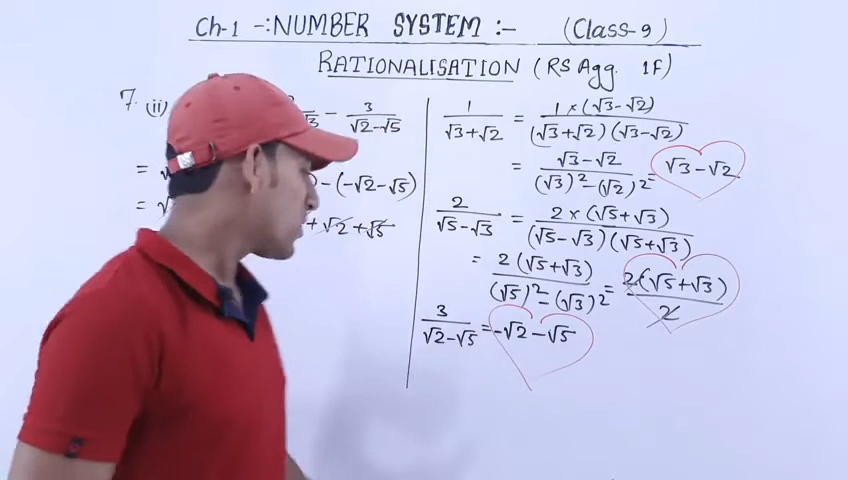 Ch-1 -:NUMBER SYSTEM :- (Class-9)
RATIONALISATION (RS Agg. 1F)
7. (ii) √3 - 3/(√2-√5)
= - (-√2-√5)
= + √2 + √5
1/(√3+√2) = 1×(√3-√2)/(√3+√2)(√3-√2)
= (√3-√2)/((√3)²-(√2)²) = √3-√2
2/(√5-√3) = 2×(√5+√3)/(√5-√3)(√5+√3)
= 2(√5+√3)/((√5)²-(√3)²) = 2(√5+√3)/2
3/(√2-√5) = -√2-√5